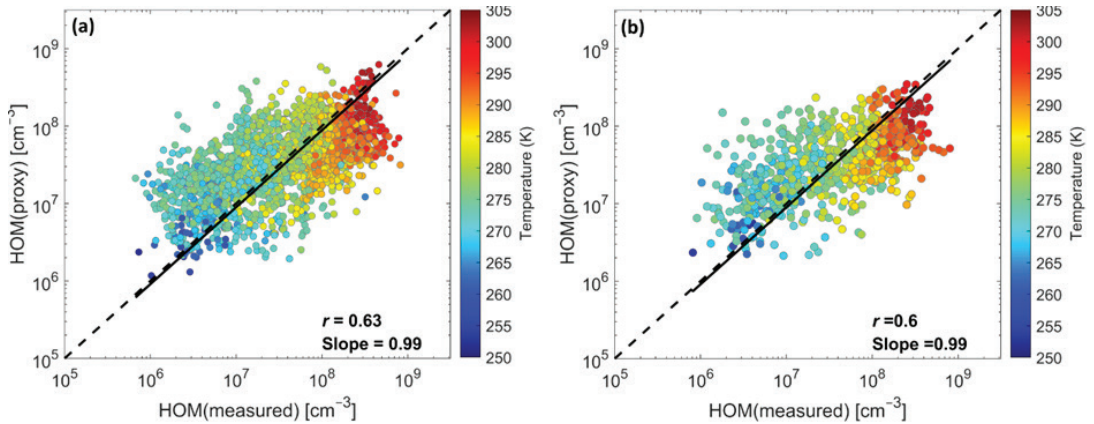 (a)
HOM(proxy) [cm⁻³]
10⁹
10⁸
10⁷
10⁶
10⁵
10⁵ 10⁶ 10⁷ 10⁸ 10⁹
HOM(measured) [cm⁻³]
r = 0.63
Slope = 0.99
305
300
295
290
285
280
275
270
265
260
255
250
Temperature (K)
(b)
HOM(proxy) [cm⁻³]
10⁹
10⁸
10⁷
10⁶
10⁵
10⁵ 10⁶ 10⁷ 10⁸ 10⁹
HOM(measured) [cm⁻³]
r =0.6
Slope =0.99
305
300
295
290
285
280
275
270
265
260
255
250
Temperature (K)